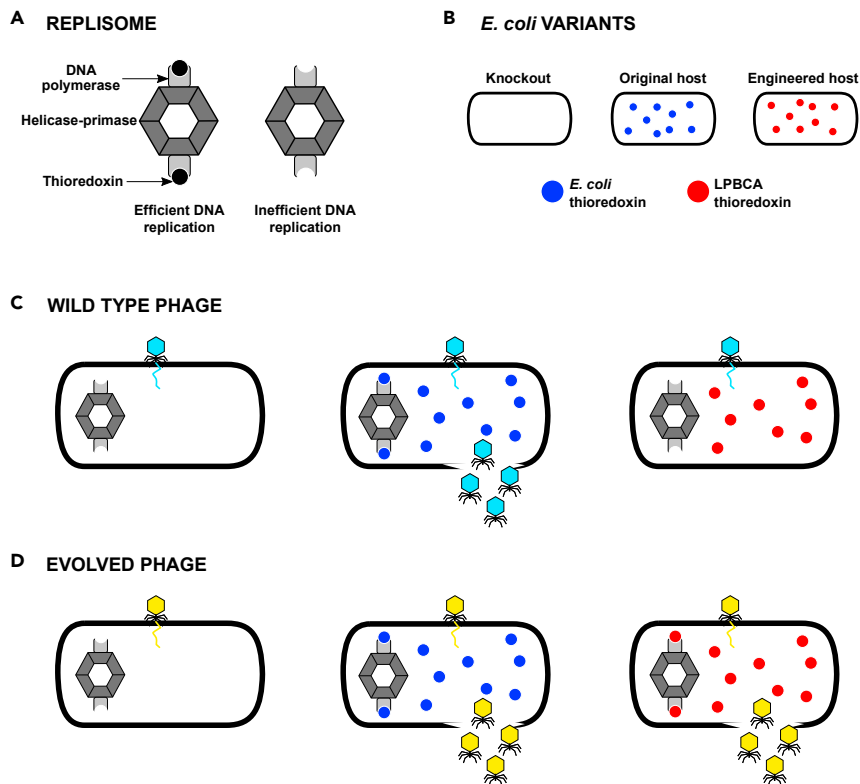 A REPLISOME
DNA
polymerase
Helicase-primase
Thioredoxin
Efficient DNA
replication
Inefficient DNA
replication
B E. coli VARIANTS
Knockout
Original host
Engineered host
E. coli
thioredoxin
LPBCA
thioredoxin
C WILD TYPE PHAGE
D EVOLVED PHAGE